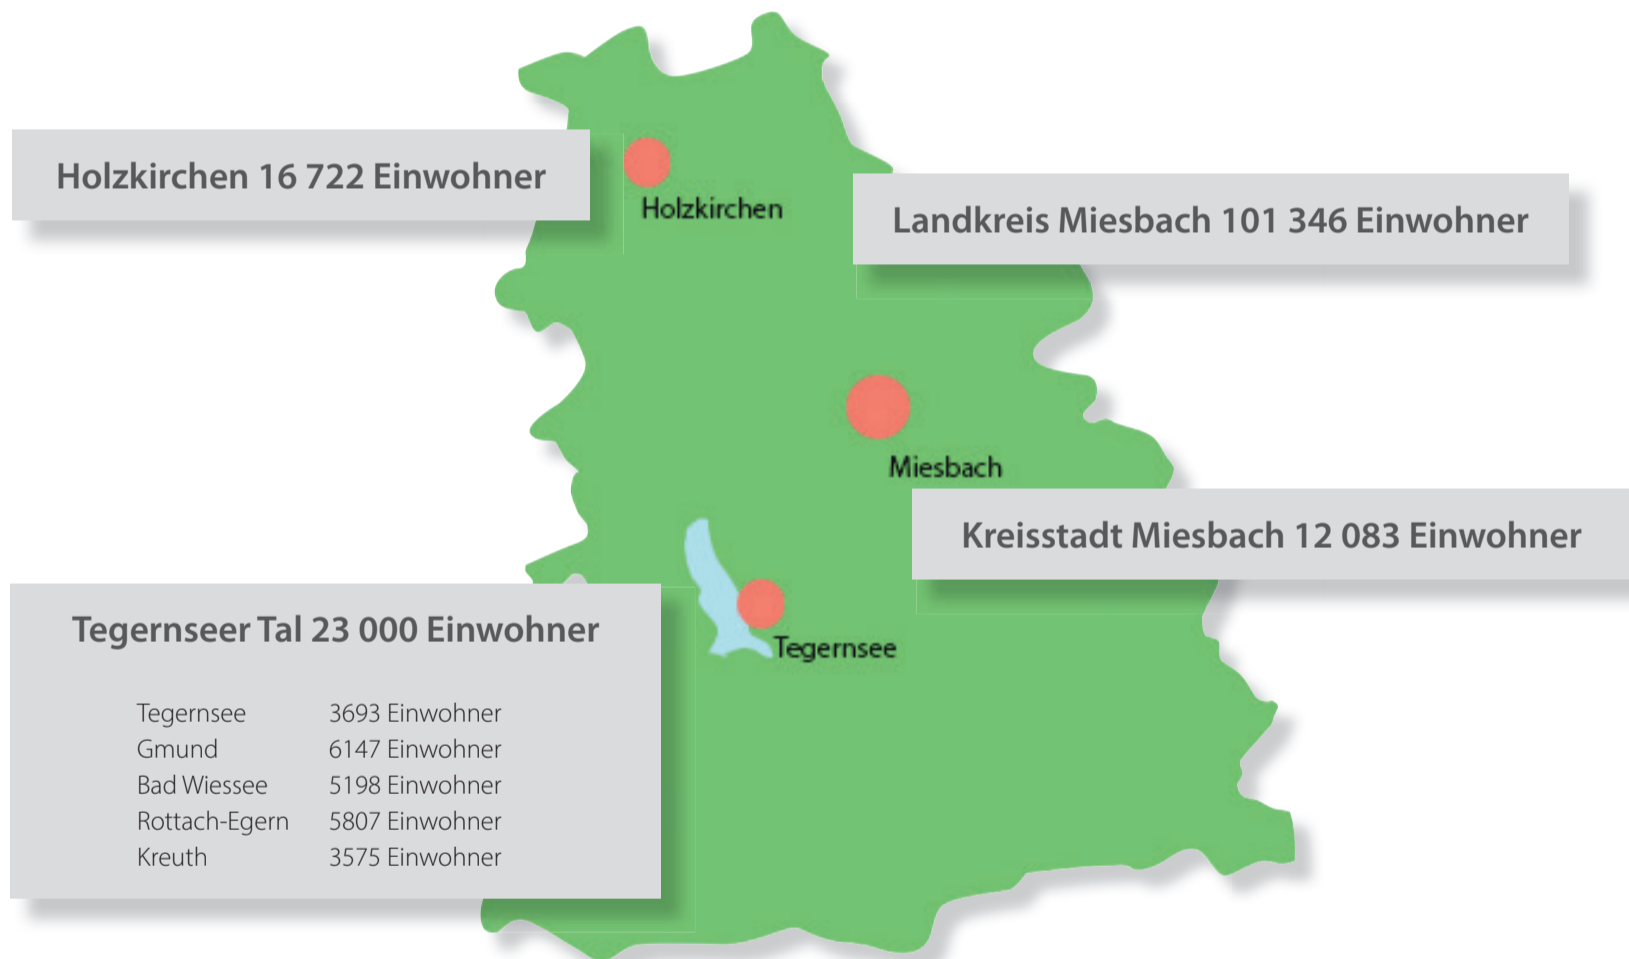 Holzkirchen 16 722 Einwohner
Holzkirchen
Landkreis Miesbach 101 346 Einwohner
Miesbach
Kreisstadt Miesbach 12 083 Einwohner
Tegernsee
Tegernseer Tal 23 000 Einwohner
Tegernsee 3693 Einwohner
Gmund 6147 Einwohner
Bad Wiessee 5198 Einwohner
Rottach-Egern 5807 Einwohner
Kreuth 3575 Einwohner